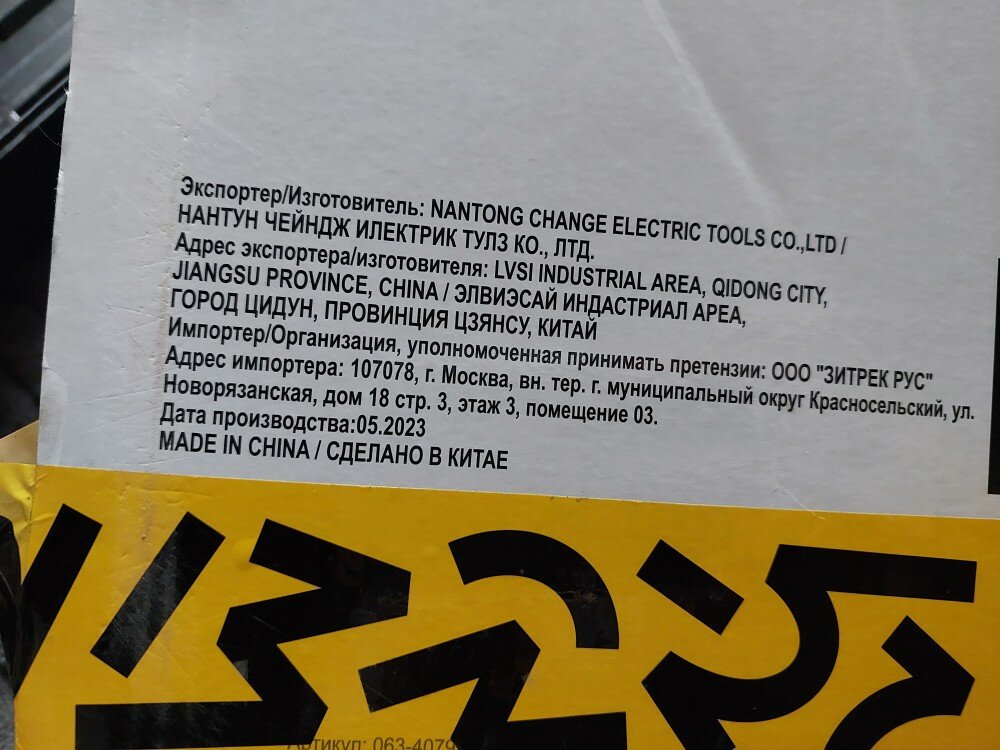 Экспортер/Изготовитель: NANTONG CHANGE ELECTRIC TOOLS CO.,LTD /
НАНТУН ЧЕЙНДЖ ИЛЕКТРИК ТУЛЗ КО., ЛТД.
Адрес экспортера/изготовителя: LVSI INDUSTRIAL AREA, QIDONG CITY,
JIANGSU PROVINCE, CHINA / ЭЛВИЭСАЙ ИНДАСТРИАЛ АРЕА,
ГОРОД ЦИДУН, ПРОВИНЦИЯ ЦЗЯНСУ, КИТАЙ
Импортер/Организация, уполномоченная принимать претензии: ООО "ЗИТРЕК РУС"
Адрес импортера: 107078, г. Москва, вн. тер. г. муниципальный округ Красносельский, ул.
Новорязанская, дом 18 стр. 3, этаж 3, помещение 03.
Дата производства:05.2023
MADE IN CHINA / СДЕЛАНО В КИТАЕ
Артикул: 063-4079